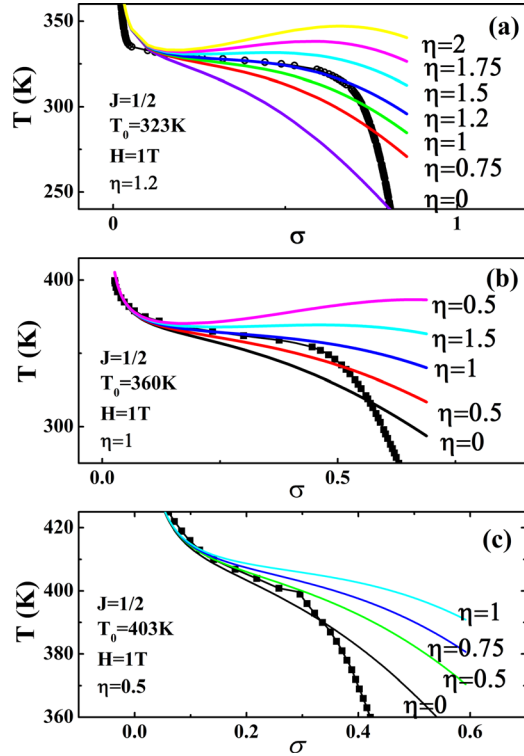 (a)
350
300
250
T (K)
J=1/2
T0=323K
H=1T
η=1.2
η=2
η=1.75
η=1.5
η=1.2
η=1
η=0.75
η=0
0
1
σ
(b)
400
300
T (K)
J=1/2
T0=360K
H=1T
η=1
η=0.5
η=1.5
η=1
η=0.5
η=0
0.0
0.5
σ
(c)
420
400
380
360
T (K)
J=1/2
T0=403K
H=1T
η=0.5
η=1
η=0.75
η=0.5
η=0
0.0
0.2
0.4
0.6
σ